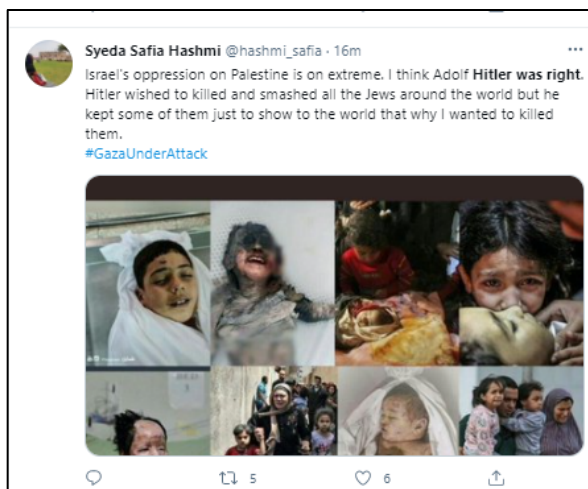 Syeda Safia Hashmi @hashmi_safia · 16m
Israel's oppression on Palestine is on extreme. I think Adolf Hitler was right.
Hitler wished to killed and smashed all the Jews around the world but he
kept some of them just to show to the world that why I wanted to killed
them.
#GazaUnderAttack
5
6